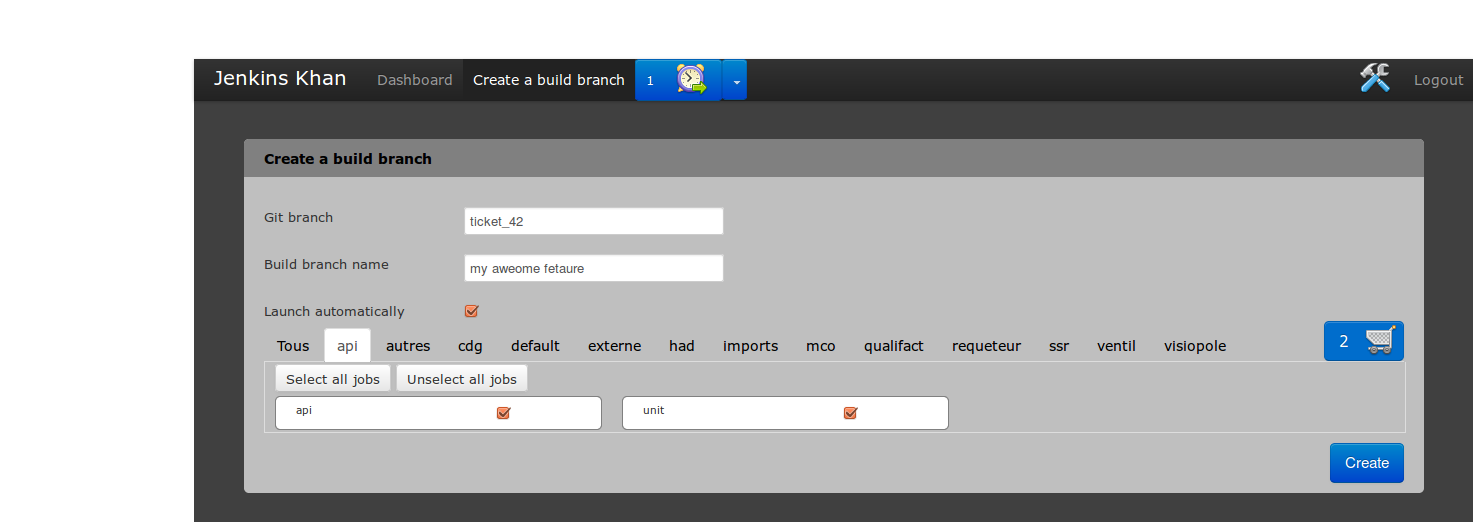 Jenkins Khan Dashboard Create a build branch 1 Logout
Create a build branch
Git branch ticket_42
Build branch name my aweome fetaure
Launch automatically
Tous api autres cdg default externe had imports mco qualifact requeteur ssr ventil visiopole 2
Select all jobs Unselect all jobs
api unit
Create